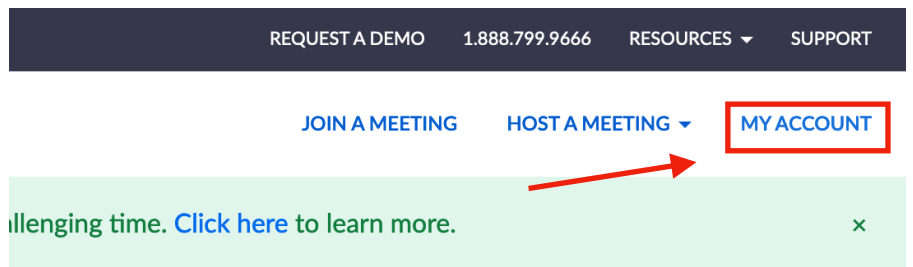 REQUEST A DEMO 1.888.799.9666 RESOURCES SUPPORT
JOIN A MEETING HOST A MEETING MY ACCOUNT
allenging time. Click here to learn more. ×